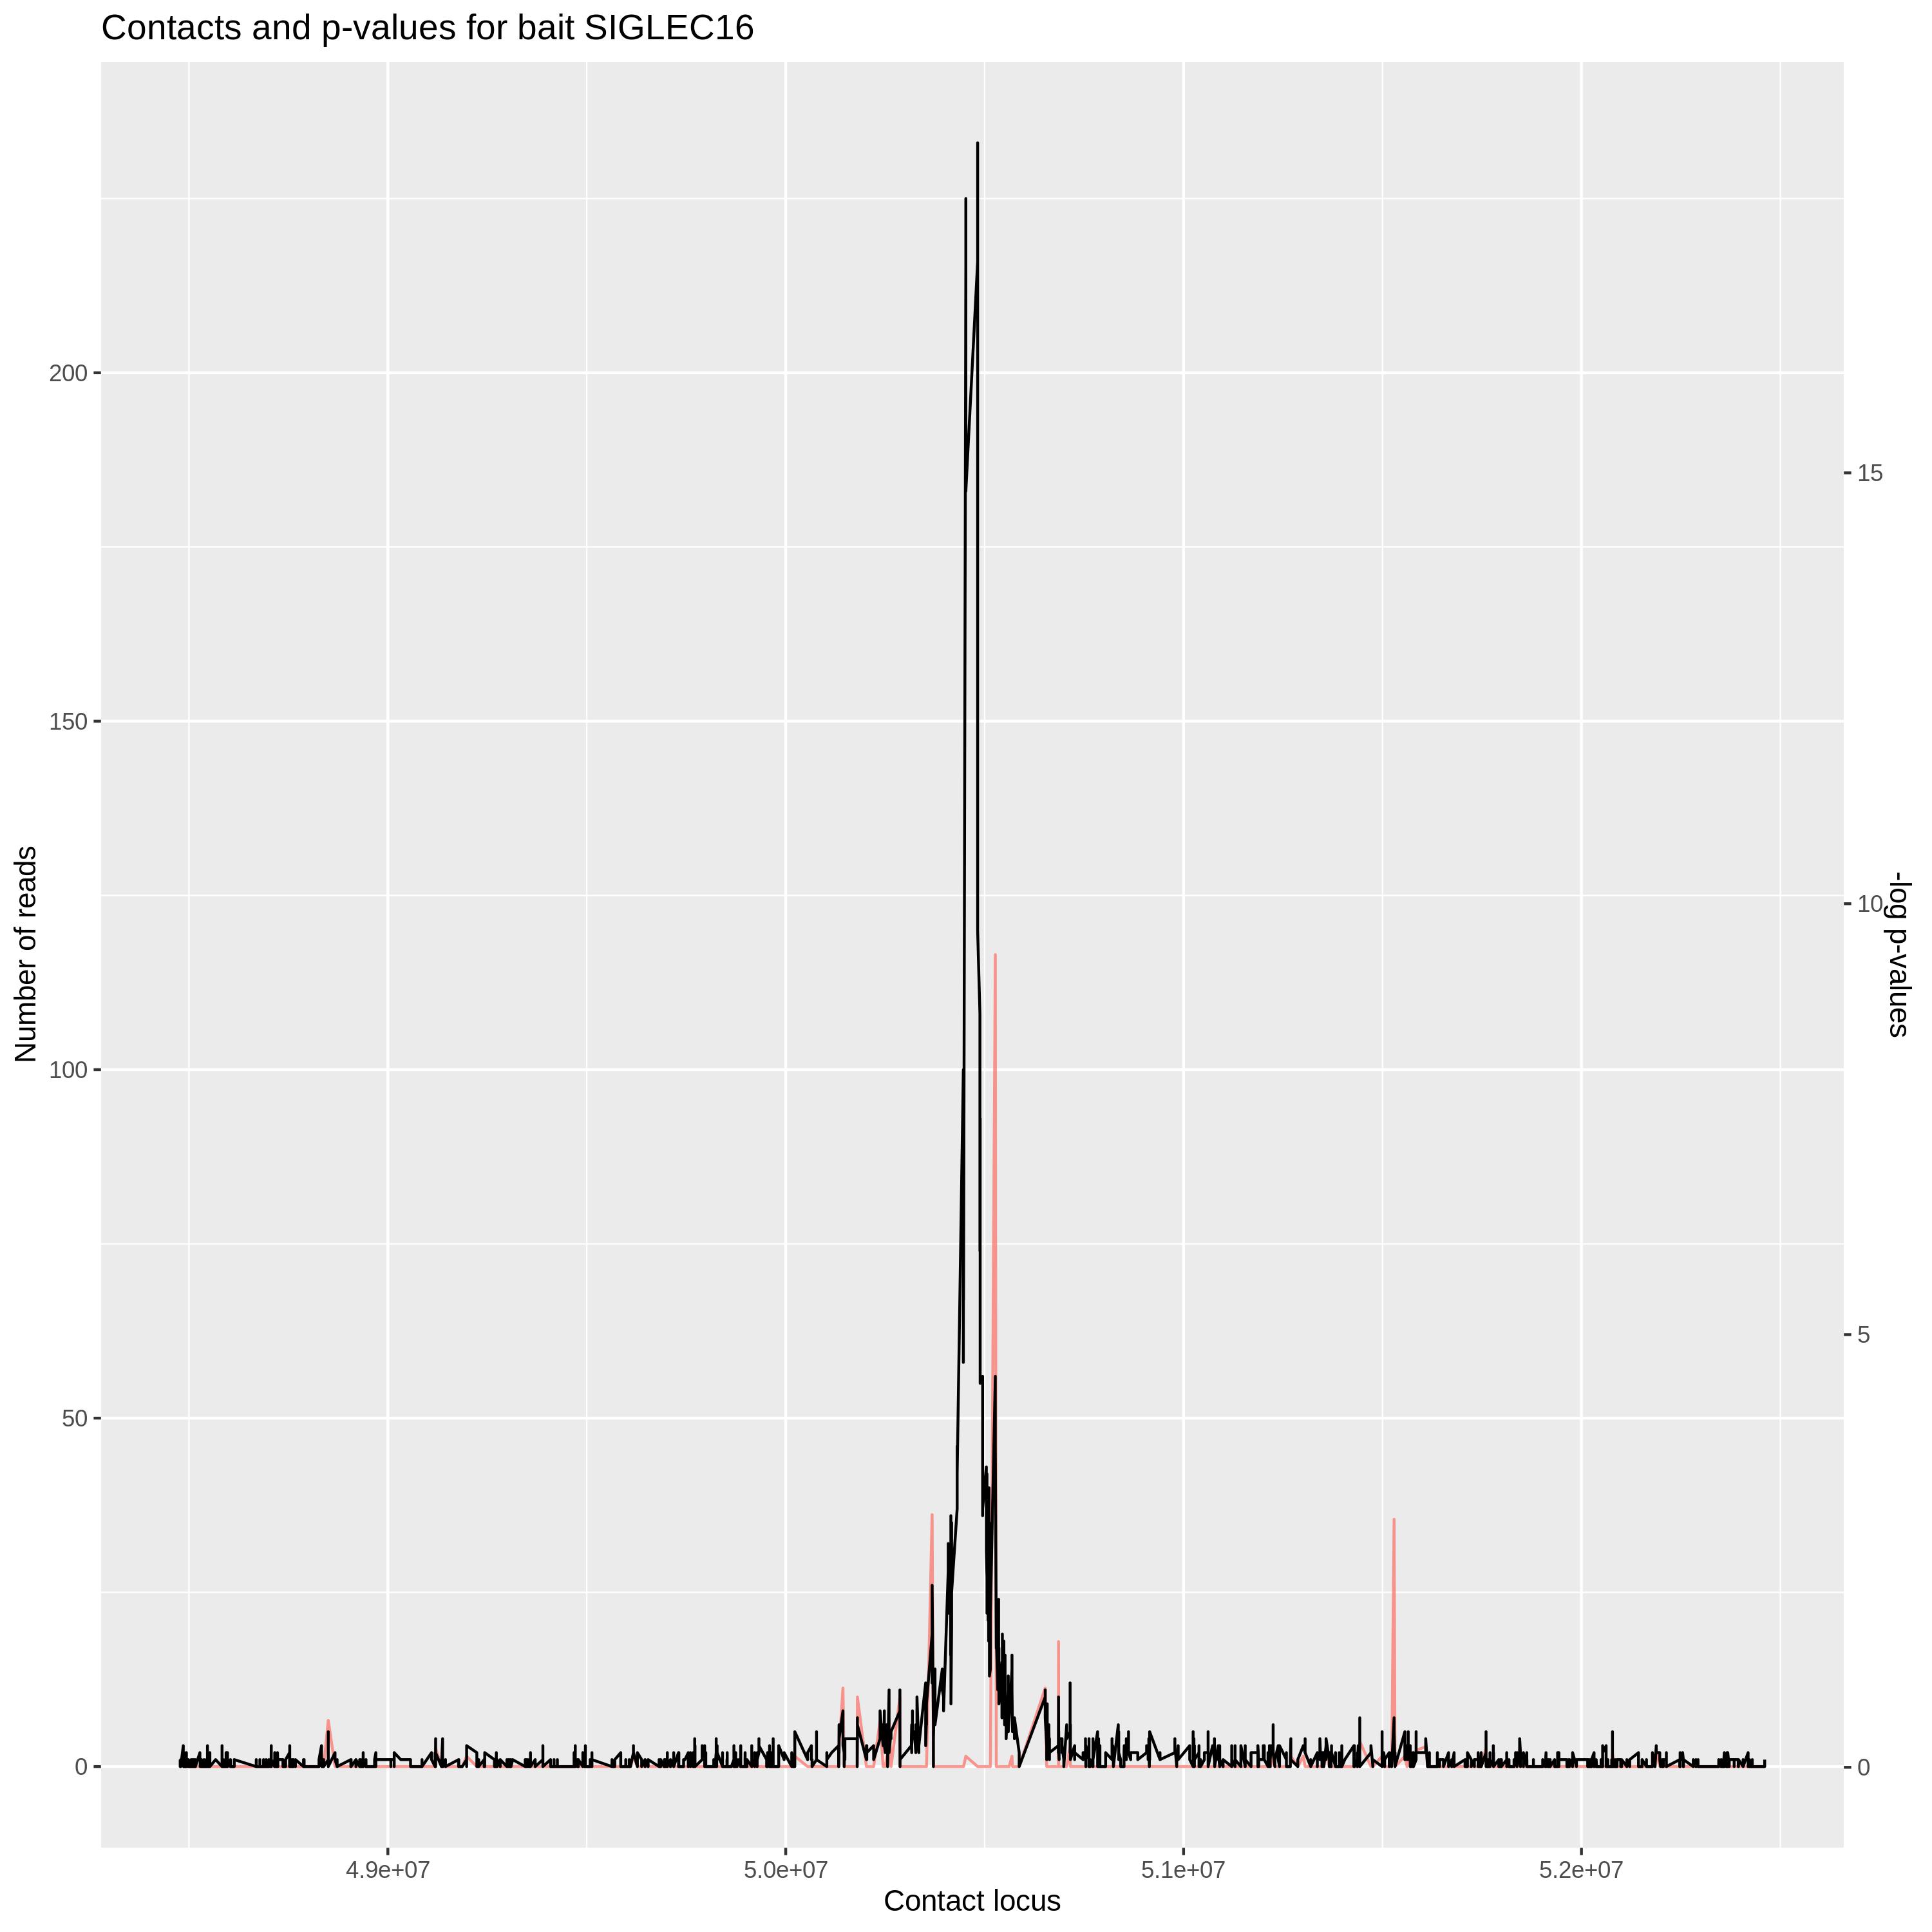 Contacts and p-values for bait SIGLEC16
Number of reads
200
150
100
50
0
15
10
5
0
-log p-values
4.9e+07
5.0e+07
5.1e+07
5.2e+07
Contact locus